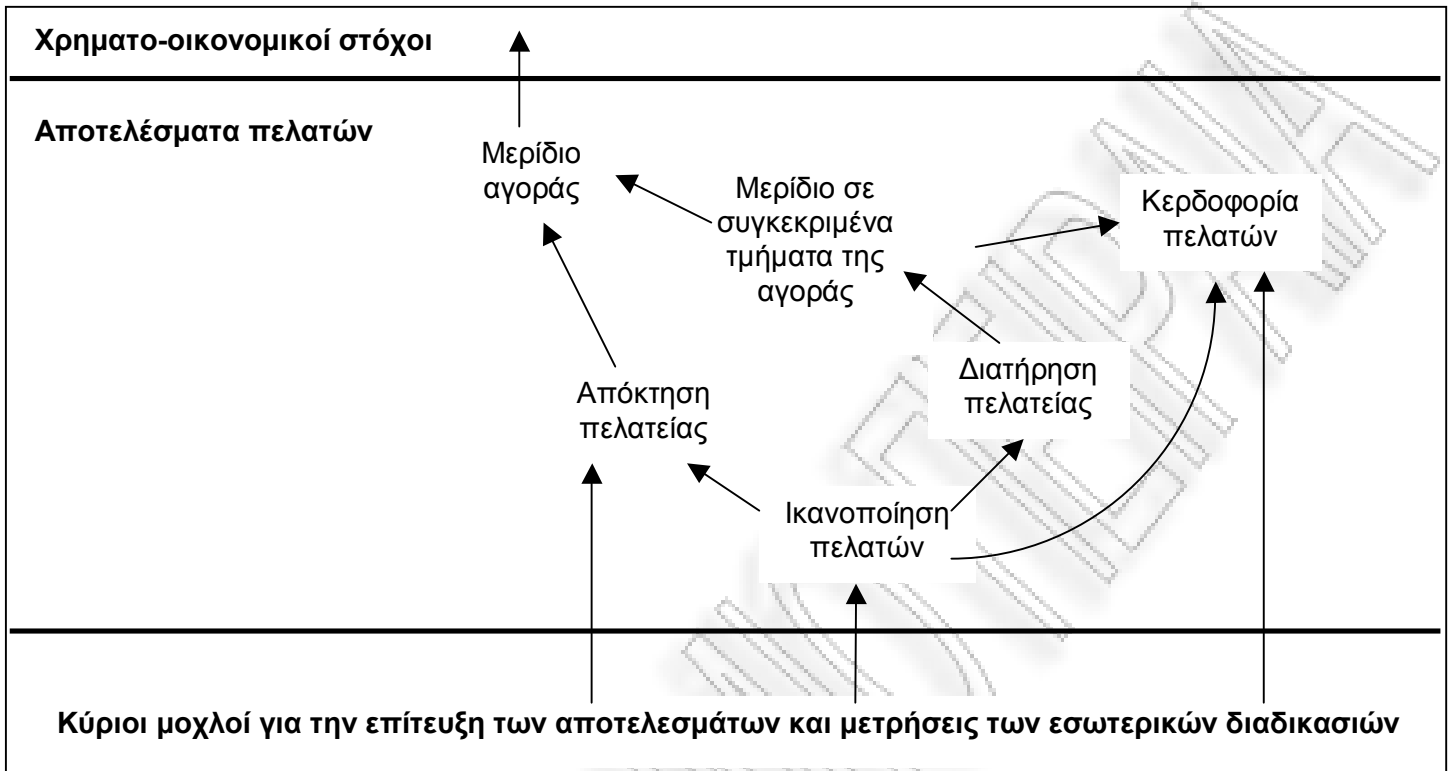 Χρηματο-οικονομικοί στόχοι
Αποτελέσματα πελατών
Μερίδιο
αγοράς
Μερίδιο σε
συγκεκριμένα
τμήματα της
αγοράς
Κερδοφορία
πελατών
Διατήρηση
πελατείας
Απόκτηση
πελατείας
Ικανοποίηση
πελατών
Κύριοι μοχλοί για την επίτευξη των αποτελεσμάτων και μετρήσεις των εσωτερικών διαδικασιών